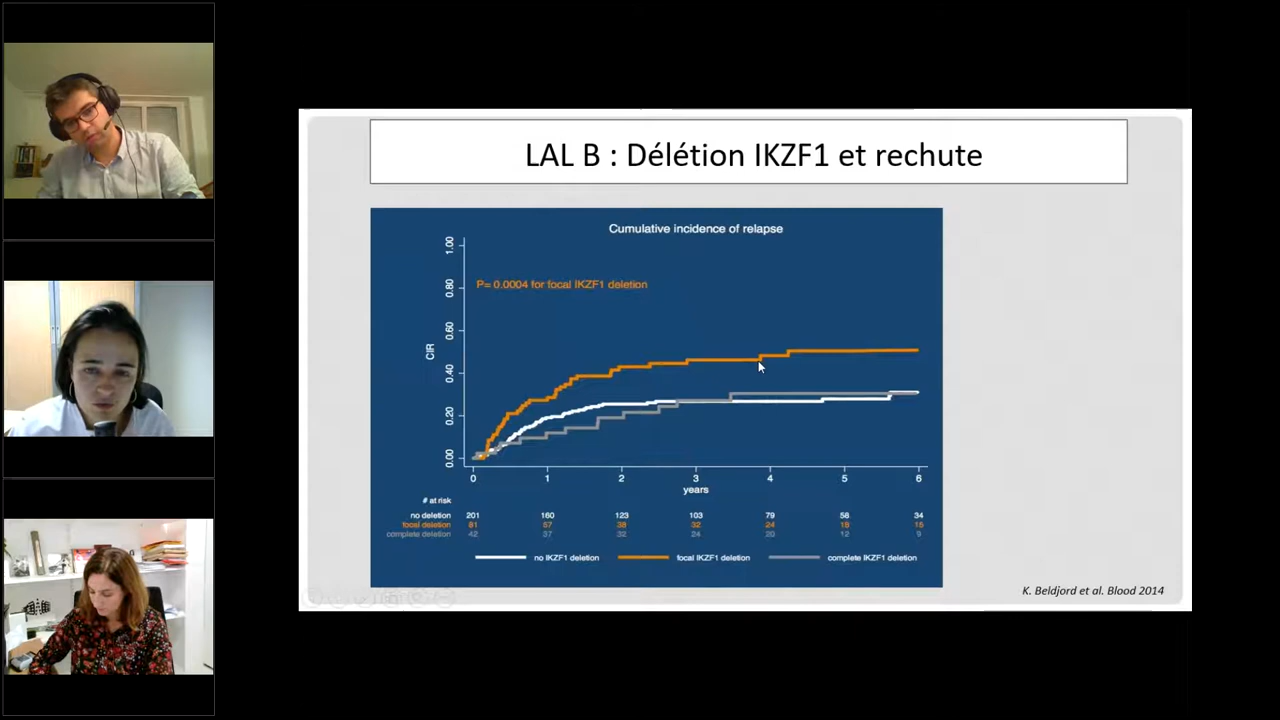 LAL B : Délétion IKZF1 et rechute
Cumulative incidence of relapse
P= 0.0004 for focal IKZF1 deletion
CIR
1.00
0.80
0.60
0.40
0.20
0.00
0 1 2 3 4 5 6
years
# at risk
no deletion 201 160 123 103 79 58 34
focal deletion 81 57 38 32 24 18 15
complete deletion 42 37 32 24 20 12 9
no IKZF1 deletion focal IKZF1 deletion complete IKZF1 deletion
K. Beldjord et al. Blood 2014